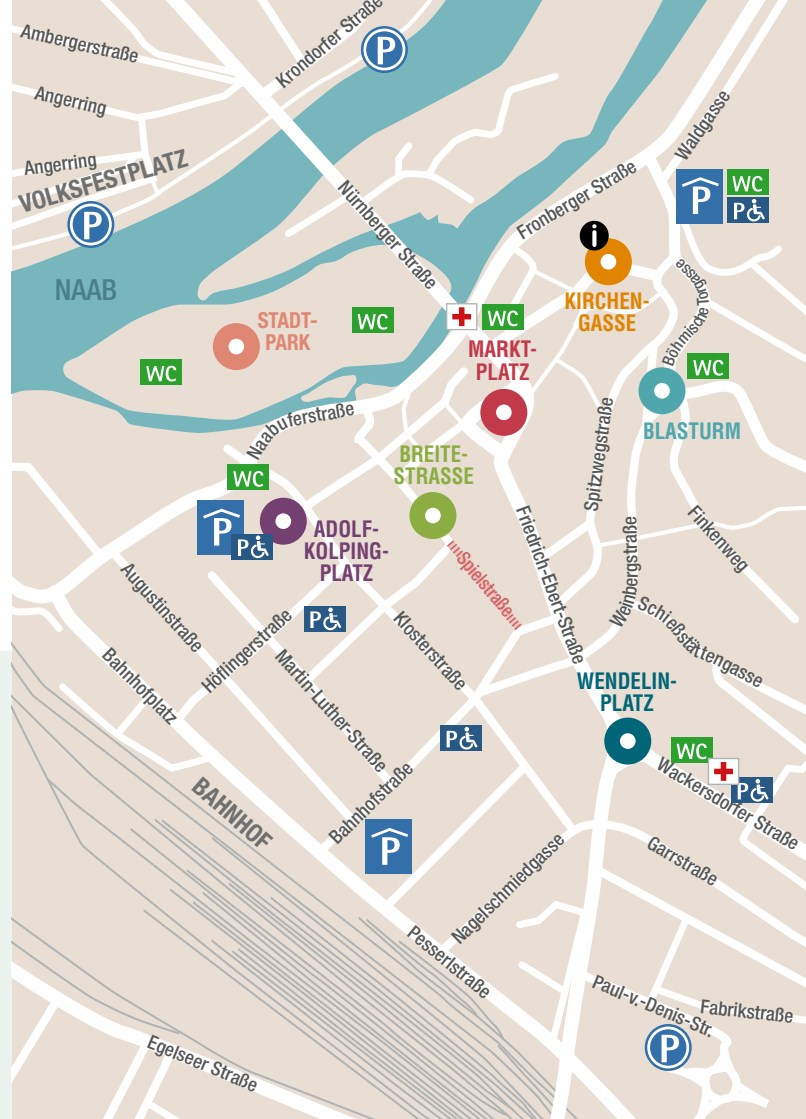 Ambergerstraße
Krondorfer Straße
P
Angerring
Angerring
VOLKSFESTPLATZ
P
Waldgasse
Nürnberger Straße
Fronberger Straße
P
WC
P
i
NAAB
KIRCHEN-
GASSE
Böhmische Torgasse
STADT-
PARK
WC
WC
WC
MARKT-
PLATZ
WC
BLASTURM
Naabuferstraße
BREITE-
STRASSE
Spitzwegstraße
WC
P
P
ADOLF-
KOLPING-
PLATZ
Friedrich-Ebert-Straße
Finkenweg
Spielstraße
Weinbergstraße
Augustinstraße
Höflingerstraße
P
Klosterstraße
Schießstättengasse
Bahnhofplatz
Martin-Luther-Straße
WENDELIN-
PLATZ
P
WC
P
Wackersdorfer Straße
BAHNHOF
Bahnhofstraße
P
Nagelschmiedgasse
Garrstraße
Pesserlstraße
Paul-v.-Denis-Str.
Fabrikstraße
P
Egelseer Straße